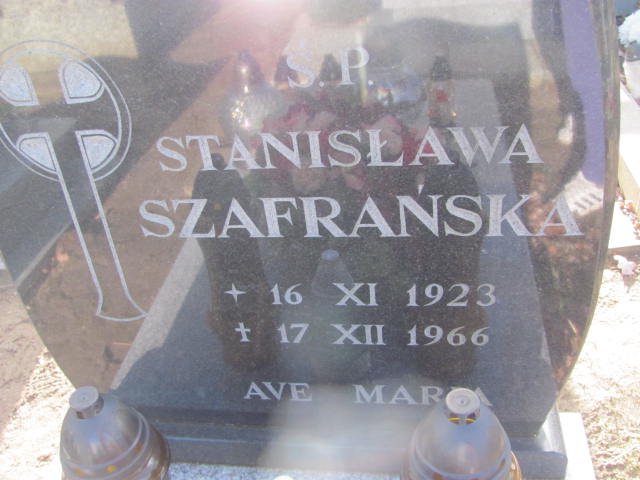 Ś.P.
STANISŁAWA
SZAFRAŃSKA
+ 16 XI 1923
† 17 XII 1966
AVE MARIA